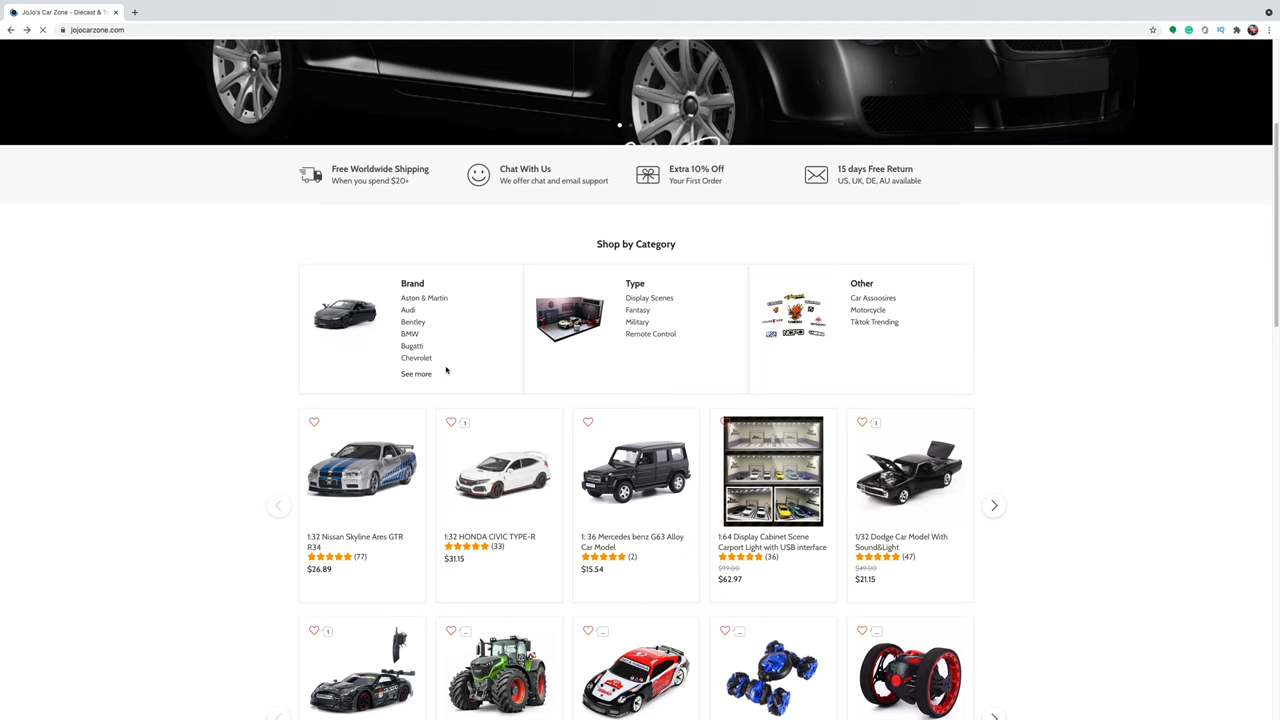 JoJo's Car Zone - Diecast & T
jojocarzone.com
Free Worldwide Shipping
When you spend $20+
Chat With Us
We offer chat and email support
Extra 10% Off
Your First Order
15 days Free Return
US, UK, DE, AU available
Shop by Category
Brand
Aston & Martin
Audi
Bentley
BMW
Bugatti
Chevrolet
See more
Type
Display Scenes
Fantasy
Military
Remote Control
Other
Car Assoosires
Motorcycle
Tiktok Trending
1:32 Nissan Skyline Ares GTR
R34
(77)
$26.89
1
1:32 HONDA CIVIC TYPE-R
(33)
$31.15
1: 36 Mercedes benz G63 Alloy
Car Model
(2)
$15.54
1:64 Display Cabinet Scene
Carport Light with USB interface
(36)
$99.00
$62.97
1
1/32 Dodge Car Model With
Sound&Light
(47)
$49.00
$21.15
1
...
...
...
...